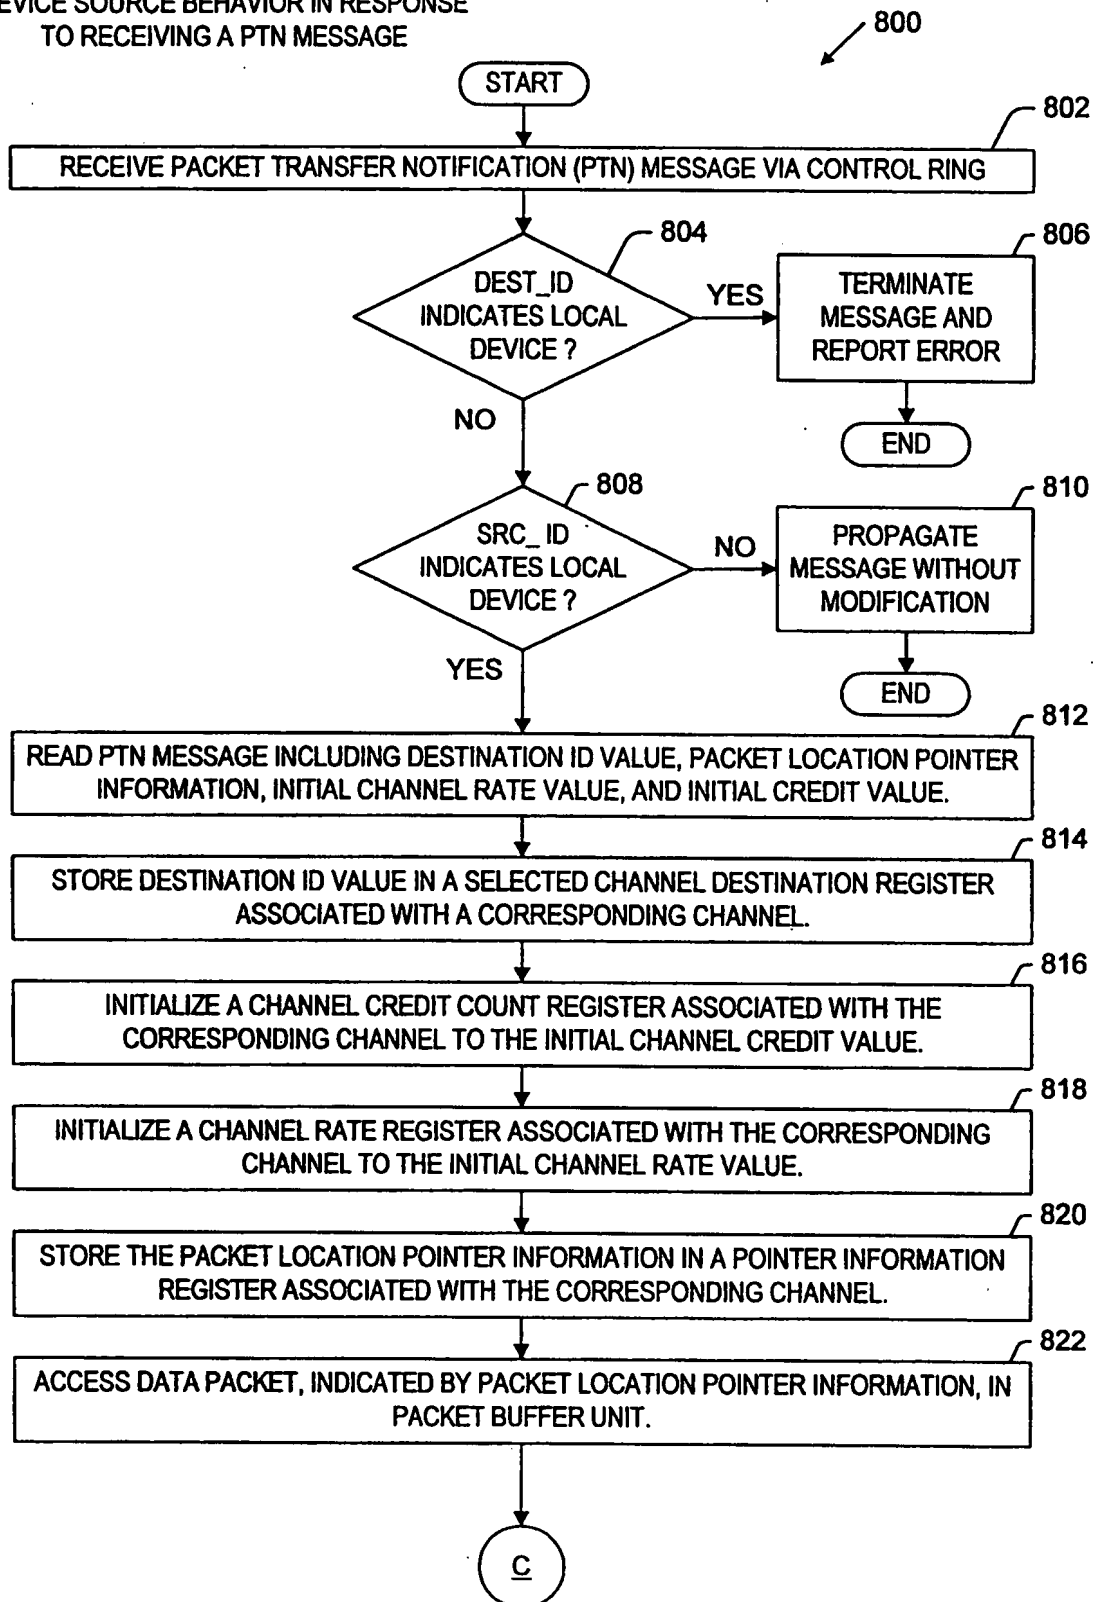 TO RECEIVING A PTN MESSAGE
800
START
802
RECEIVE PACKET TRANSFER NOTIFICATION (PTN) MESSAGE VIA CONTROL RING
804
DEST_ID
INDICATES LOCAL
DEVICE ?
YES
806
TERMINATE
MESSAGE AND
REPORT ERROR
END
NO
808
SRC_ ID
INDICATES LOCAL
DEVICE ?
NO
810
PROPAGATE
MESSAGE WITHOUT
MODIFICATION
END
YES
812
READ PTN MESSAGE INCLUDING DESTINATION ID VALUE, PACKET LOCATION POINTER
INFORMATION, INITIAL CHANNEL RATE VALUE, AND INITIAL CREDIT VALUE.
814
STORE DESTINATION ID VALUE IN A SELECTED CHANNEL DESTINATION REGISTER
ASSOCIATED WITH A CORRESPONDING CHANNEL.
816
INITIALIZE A CHANNEL CREDIT COUNT REGISTER ASSOCIATED WITH THE
CORRESPONDING CHANNEL TO THE INITIAL CHANNEL CREDIT VALUE.
818
INITIALIZE A CHANNEL RATE REGISTER ASSOCIATED WITH THE CORRESPONDING
CHANNEL TO THE INITIAL CHANNEL RATE VALUE.
820
STORE THE PACKET LOCATION POINTER INFORMATION IN A POINTER INFORMATION
REGISTER ASSOCIATED WITH THE CORRESPONDING CHANNEL.
822
ACCESS DATA PACKET, INDICATED BY PACKET LOCATION POINTER INFORMATION, IN
PACKET BUFFER UNIT.
C